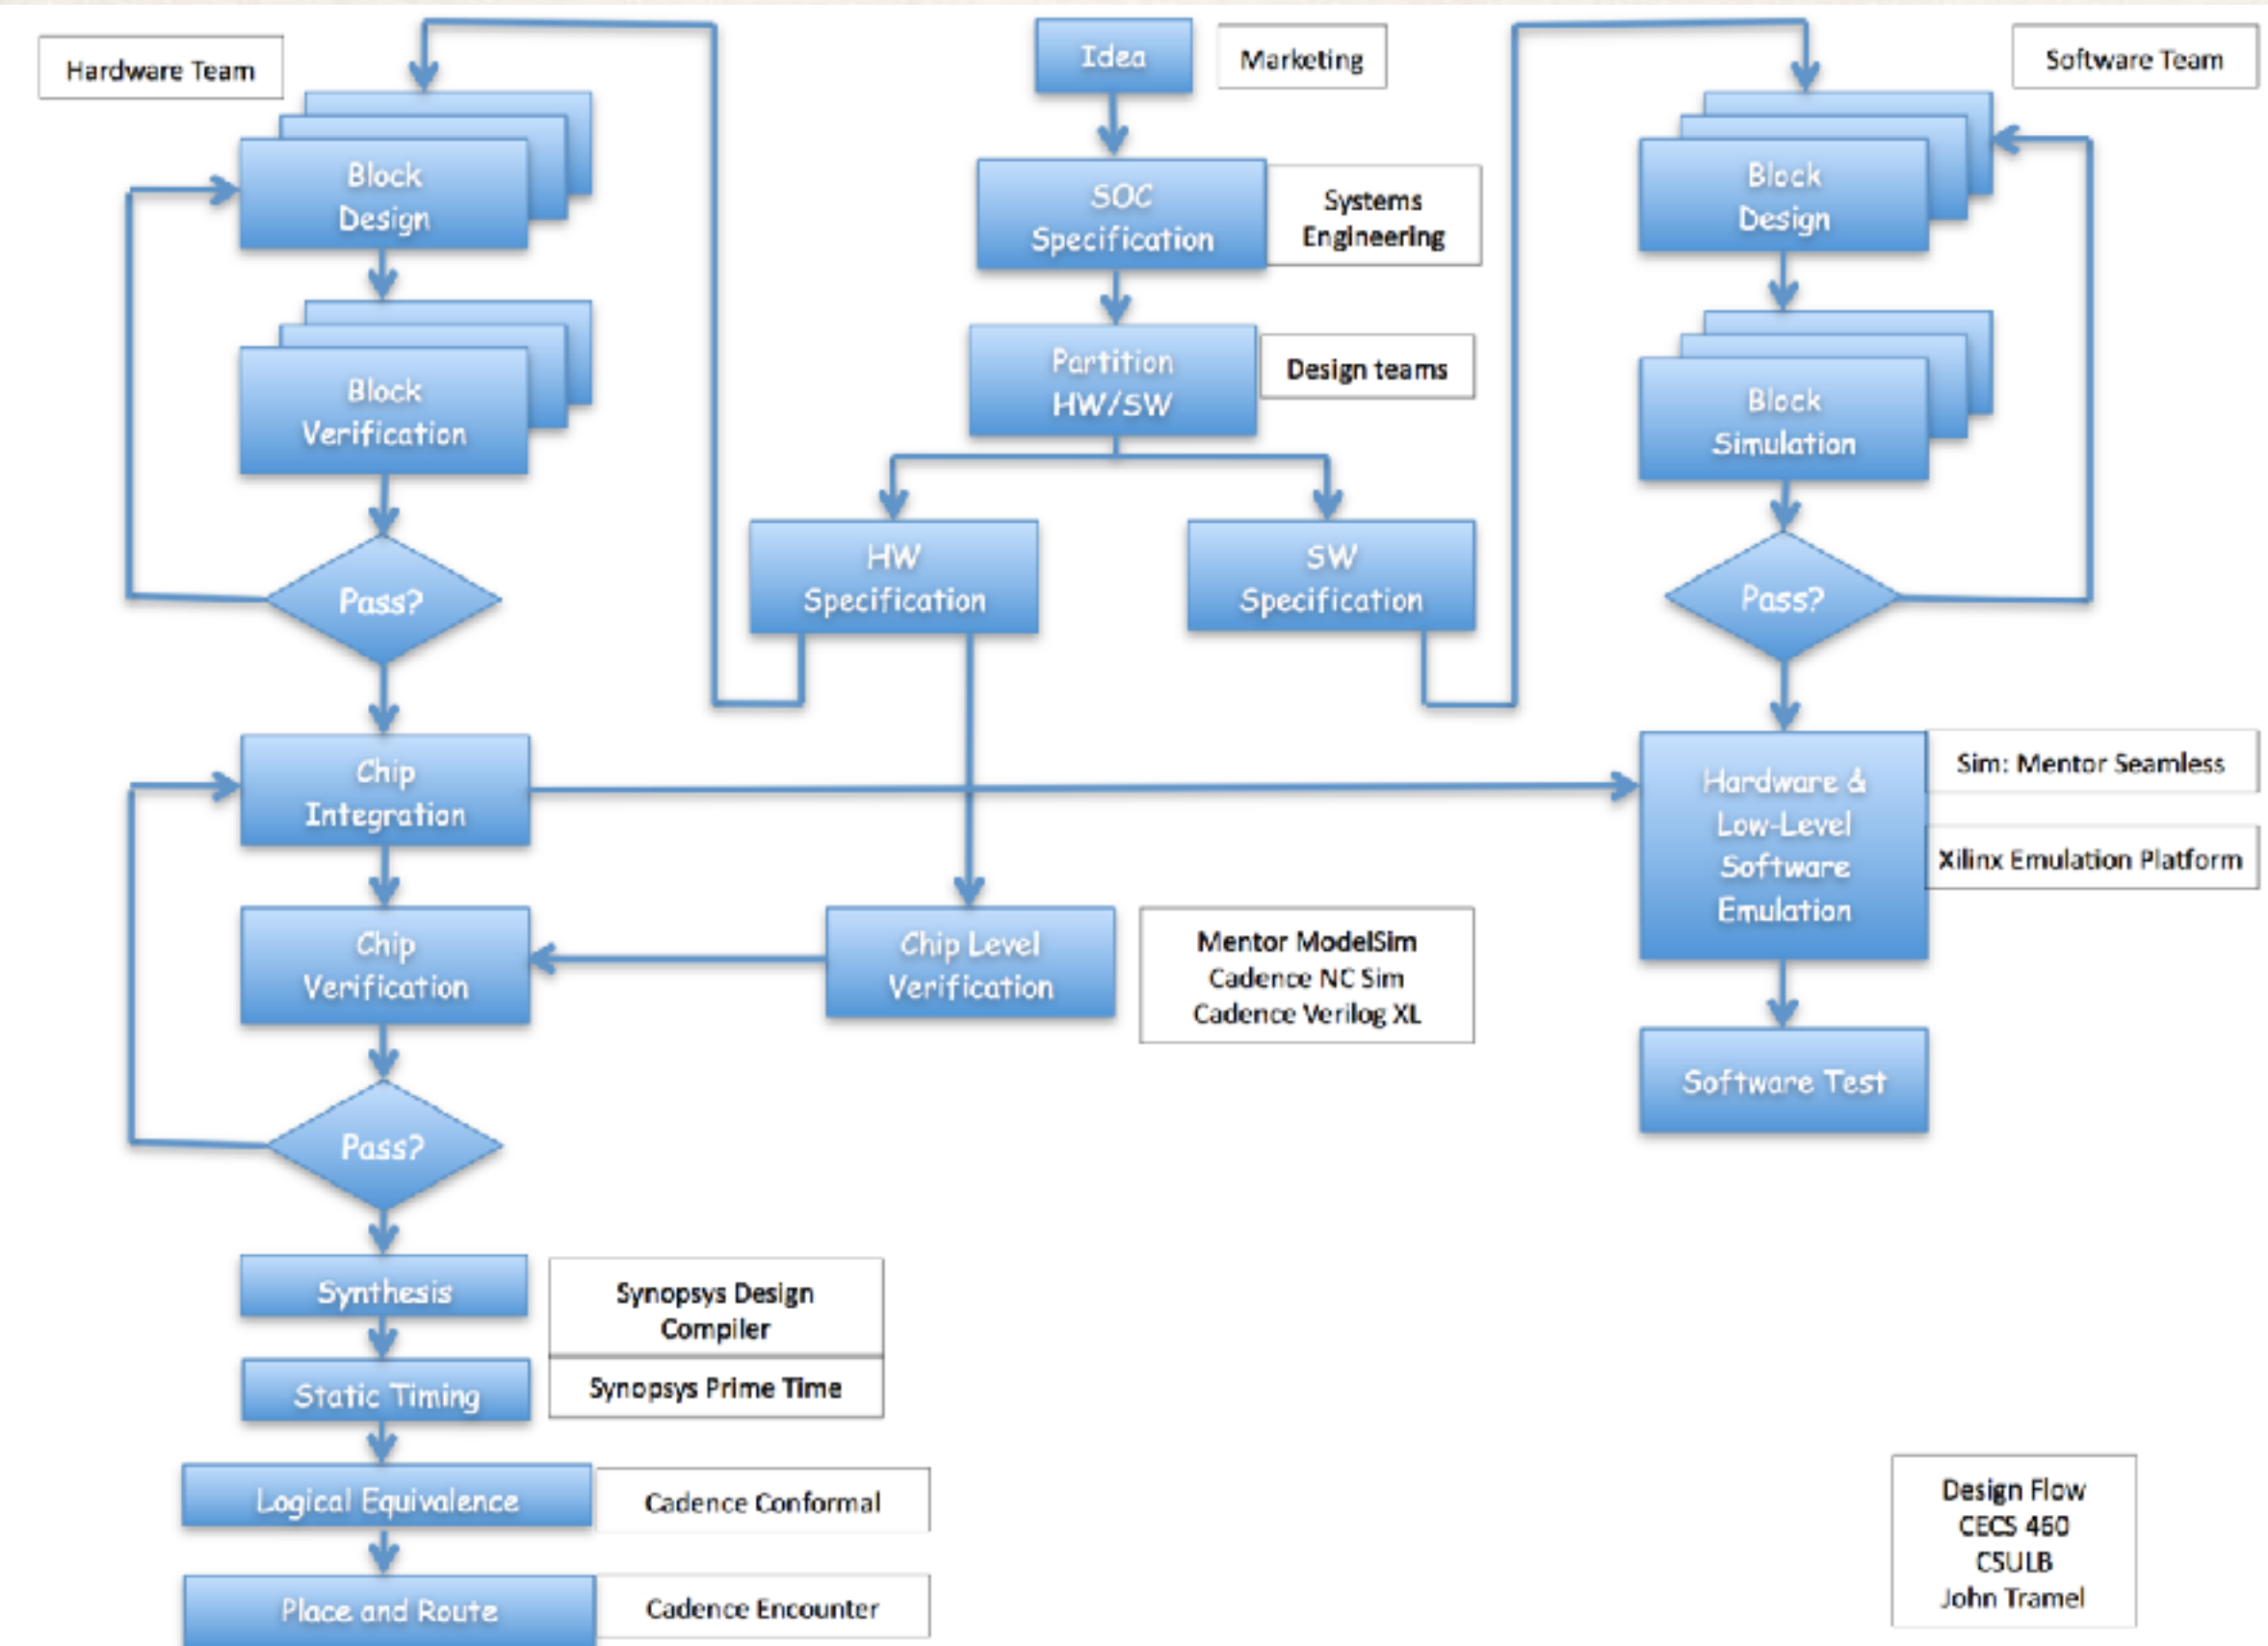 Hardware Team
Idea
Marketing
Software Team
Block
Design
SOC
Specification
Systems
Engineering
Block
Design
Block
Verification
Partition
HW/SW
Design teams
Block
Simulation
Pass?
HW
Specification
SW
Specification
Pass?
Chip
Integration
Hardware &
Low-Level
Software
Emulation
Sim: Mentor Seamless
Xilinx Emulation Platform
Chip
Verification
Chip Level
Verification
Mentor ModelSim
Cadence NC Sim
Cadence Verilog XL
Software Test
Pass?
Synthesis
Synopsys Design
Compiler
Static Timing
Synopsys Prime Time
Logical Equivalence
Cadence Conformal
Place and Route
Cadence Encounter
Design Flow
CECS 460
CSULB
John Tramel